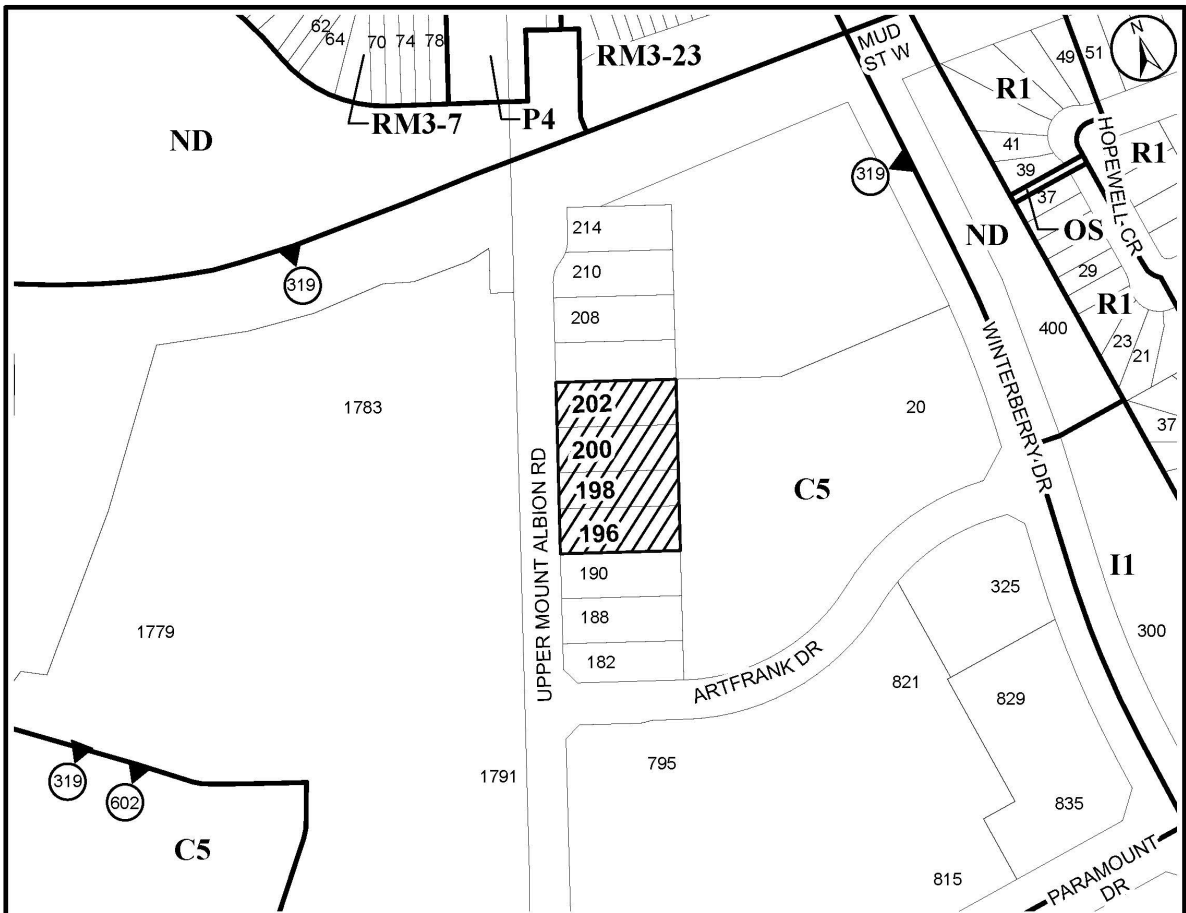 62
64
70
74
78
RM3-23
MUD
ST W
49
51
N
R1
RM3-7
P4
ND
41
39
37
HOPEWELL CR
R1
319
214
ND
OS
210
29
319
208
R1
400
23
21
WINTERBERRY DR
1783
202
20
37
200
UPPER MOUNT ALBION RD
198
C5
196
190
I1
325
188
1779
300
182
ARTFRANK DR
821
829
1791
795
319
602
835
C5
815
PARAMOUNT
DR